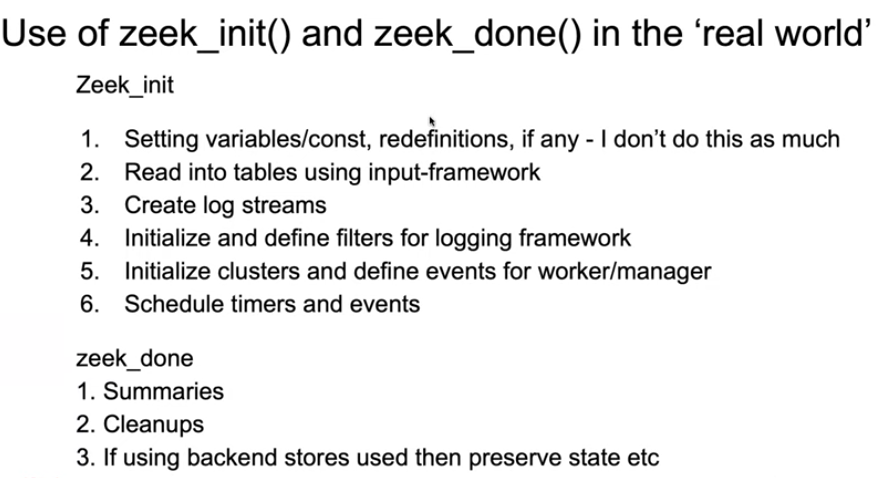 Use of zeek_init() and zeek_done() in the ‘real world’
Zeek_init
1. Setting variables/const, redefinitions, if any - I don’t do this as much
2. Read into tables using input-framework
3. Create log streams
4. Initialize and define filters for logging framework
5. Initialize clusters and define events for worker/manager
6. Schedule timers and events
zeek_done
1. Summaries
2. Cleanups
3. If using backend stores used then preserve state etc